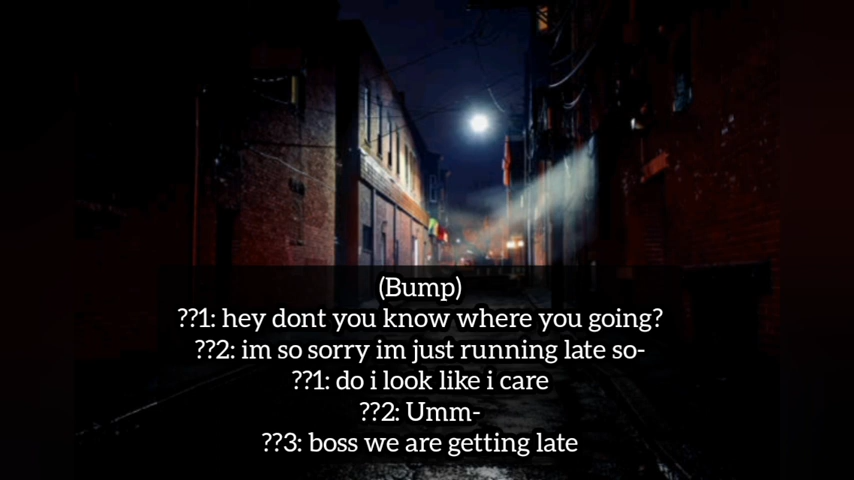 (Bump)
??1: hey dont you know where you going?
??2: im so sorry im just running late so-
??1: do i look like i care
??2: Umm-
??3: boss we are getting late